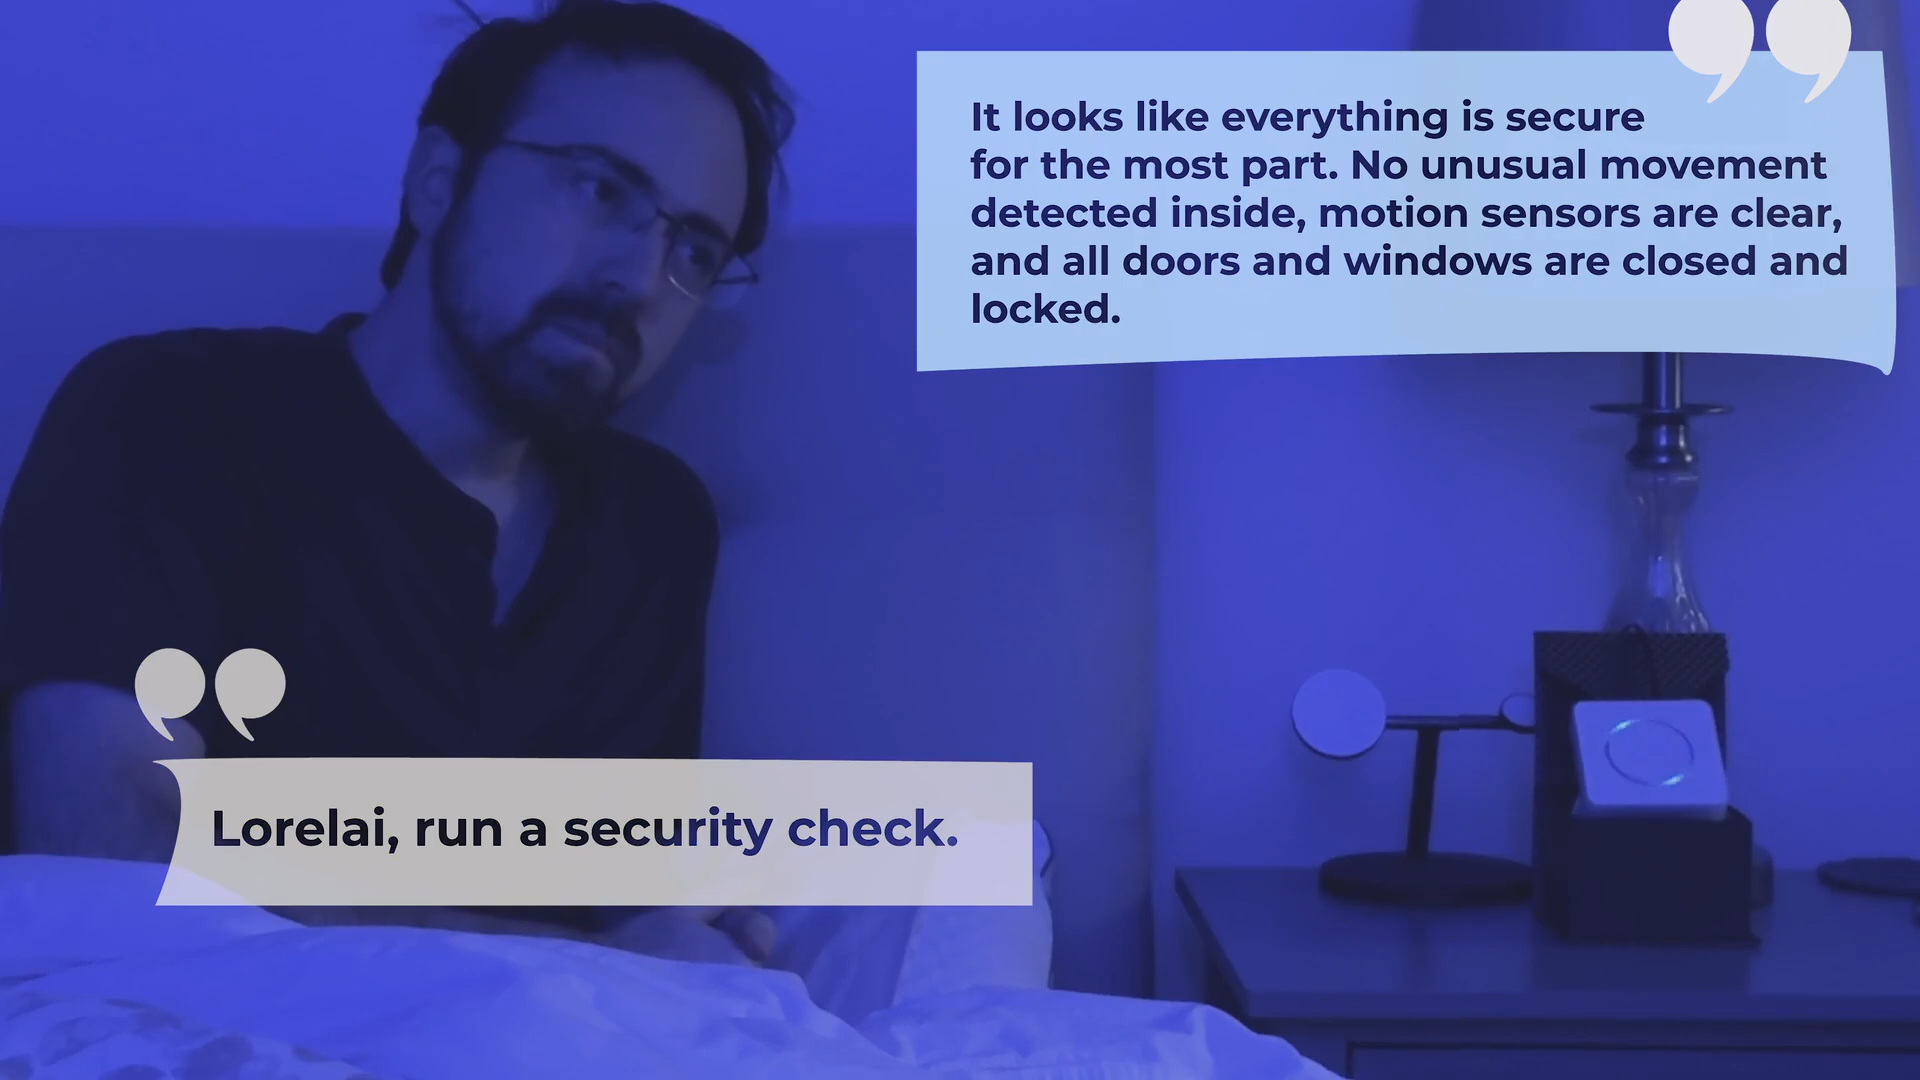 It looks like everything is secure
for the most part. No unusual movement
detected inside, motion sensors are clear,
and all doors and windows are closed and
locked.
Lorelai, run a security check.